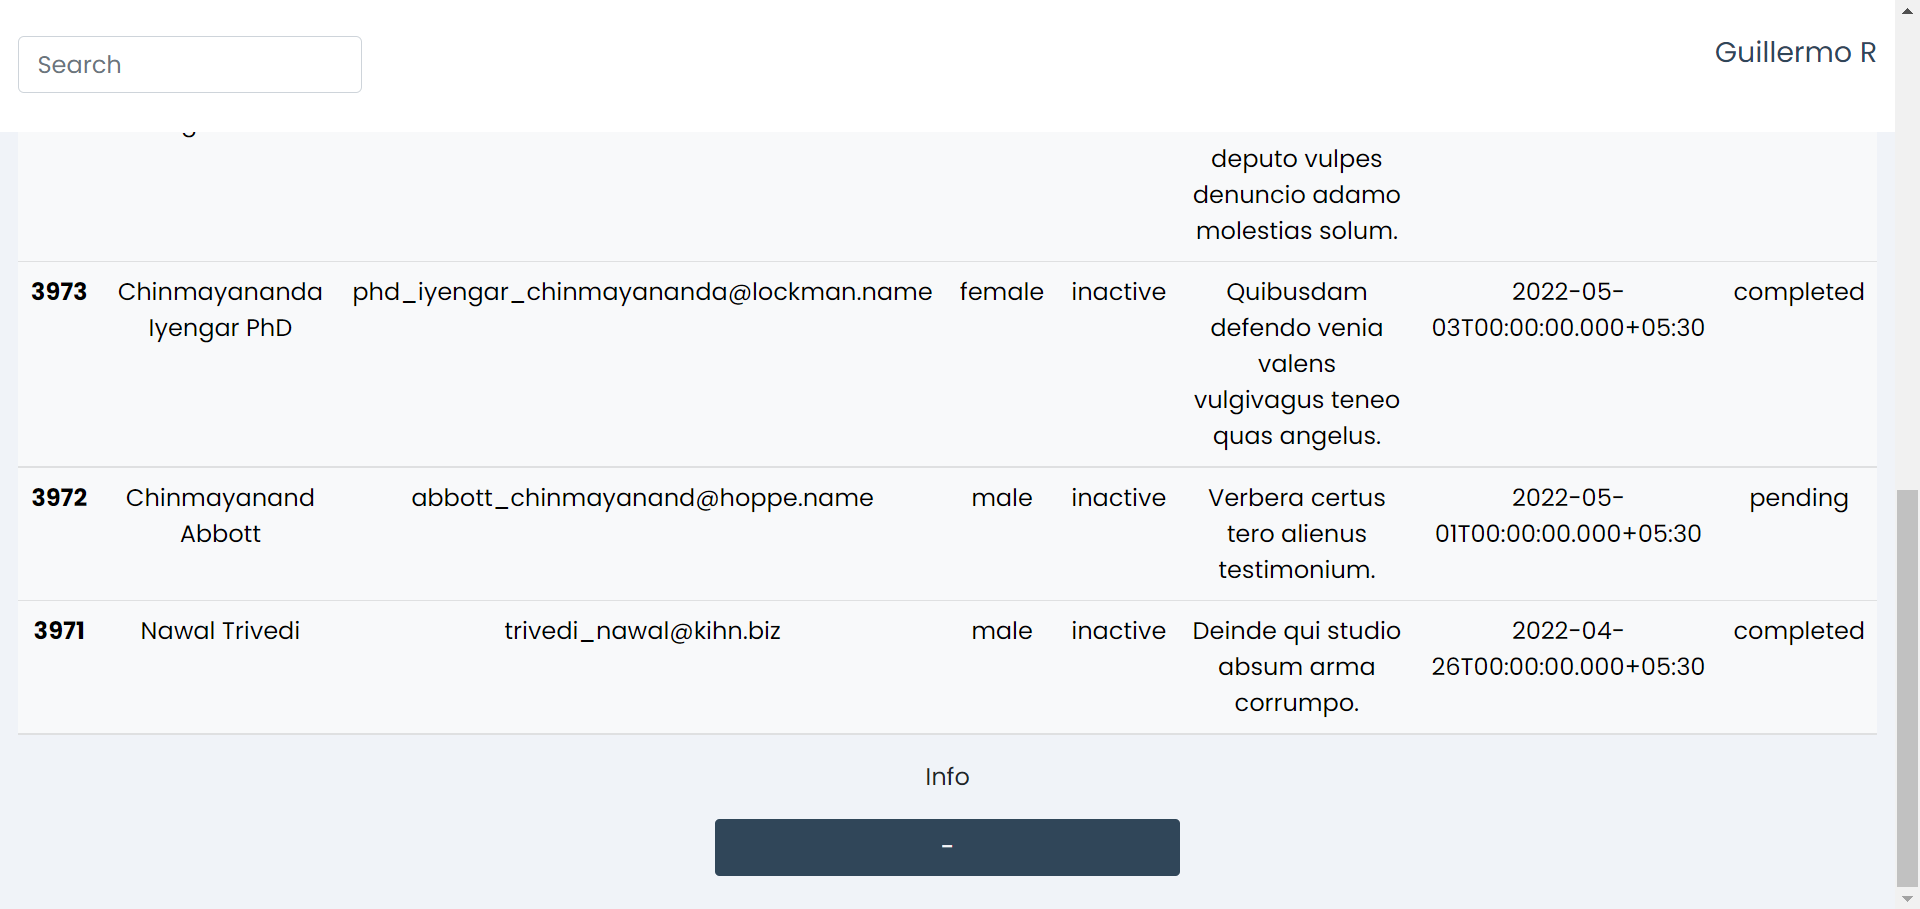 Search
Guillermo R
deputo vulpes
denuncio adamo
molestias solum.
3973 Chinmayananda phd_iyengar_chinmayananda@lockman.name female inactive Quibusdam 2022-05- completed
Iyengar PhD defendo venia 03T00:00:00.000+05:30
valens
vulgivagus teneo
quas angelus.
3972 Chinmayanand abbott_chinmayanand@hoppe.name male inactive Verbera certus 2022-05- pending
Abbott tero alienus 01T00:00:00.000+05:30
testimonium.
3971 Nawal Trivedi trivedi_nawal@kihn.biz male inactive Deinde qui studio 2022-04- completed
absum arma 26T00:00:00.000+05:30
corrumpo.
Info
-